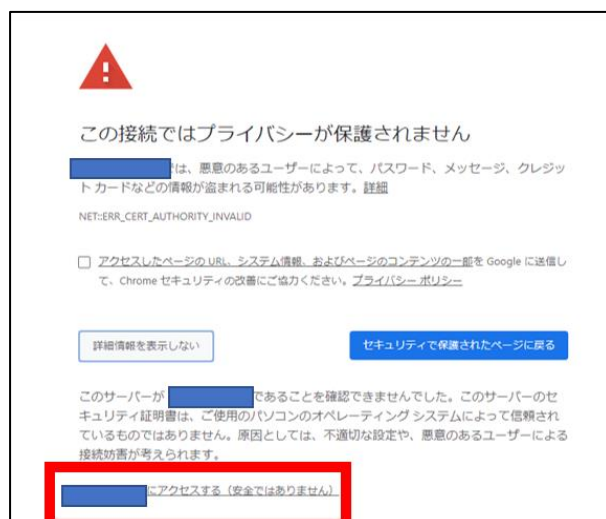 この接続ではプライバシーが保護されません
では、悪意のあるユーザーによって、パスワード、メッセージ、クレジッ
ト カードなどの情報が盗まれる可能性があります。詳細
NET::ERR_CERT_AUTHORITY_INVALID
アクセスしたページの URL、システム情報、およびページのコンテンツの一部を Google に送信し
て、Chrome セキュリティの改善にご協力ください。プライバシー ポリシー
詳細情報を表示しない
セキュリティで保護されたページに戻る
このサーバーが であることを確認できませんでした。このサーバーのセ
キュリティ証明書は、ご使用のパソコンのオペレーティング システムによって信頼され
ているものではありません。原因としては、不適切な設定や、悪意のあるユーザーによる
接続妨害が考えられます。
にアクセスする（安全ではありません）